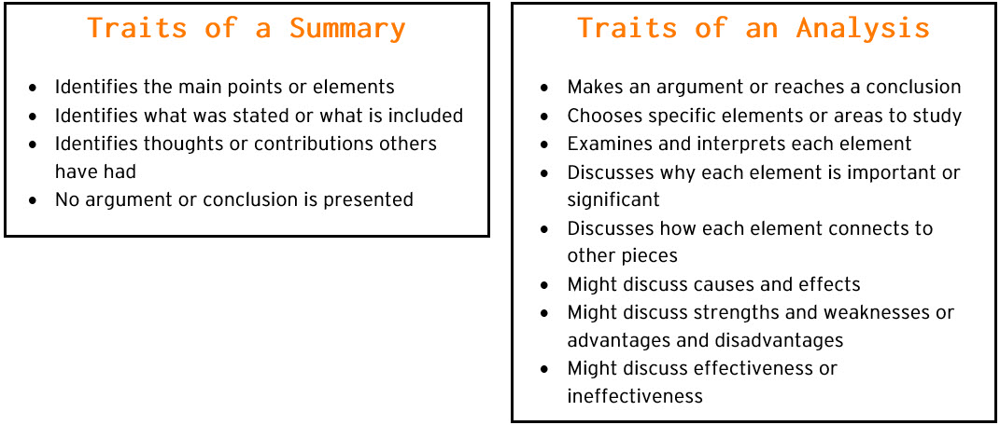 Traits of a Summary
• Identifies the main points or elements
• Identifies what was stated or what is included
• Identifies thoughts or contributions others
have had
• No argument or conclusion is presented
Traits of an Analysis
• Makes an argument or reaches a conclusion
• Chooses specific elements or areas to study
• Examines and interprets each element
• Discusses why each element is important or
significant
• Discusses how each element connects to
other pieces
• Might discuss causes and effects
• Might discuss strengths and weaknesses or
advantages and disadvantages
• Might discuss effectiveness or
ineffectiveness